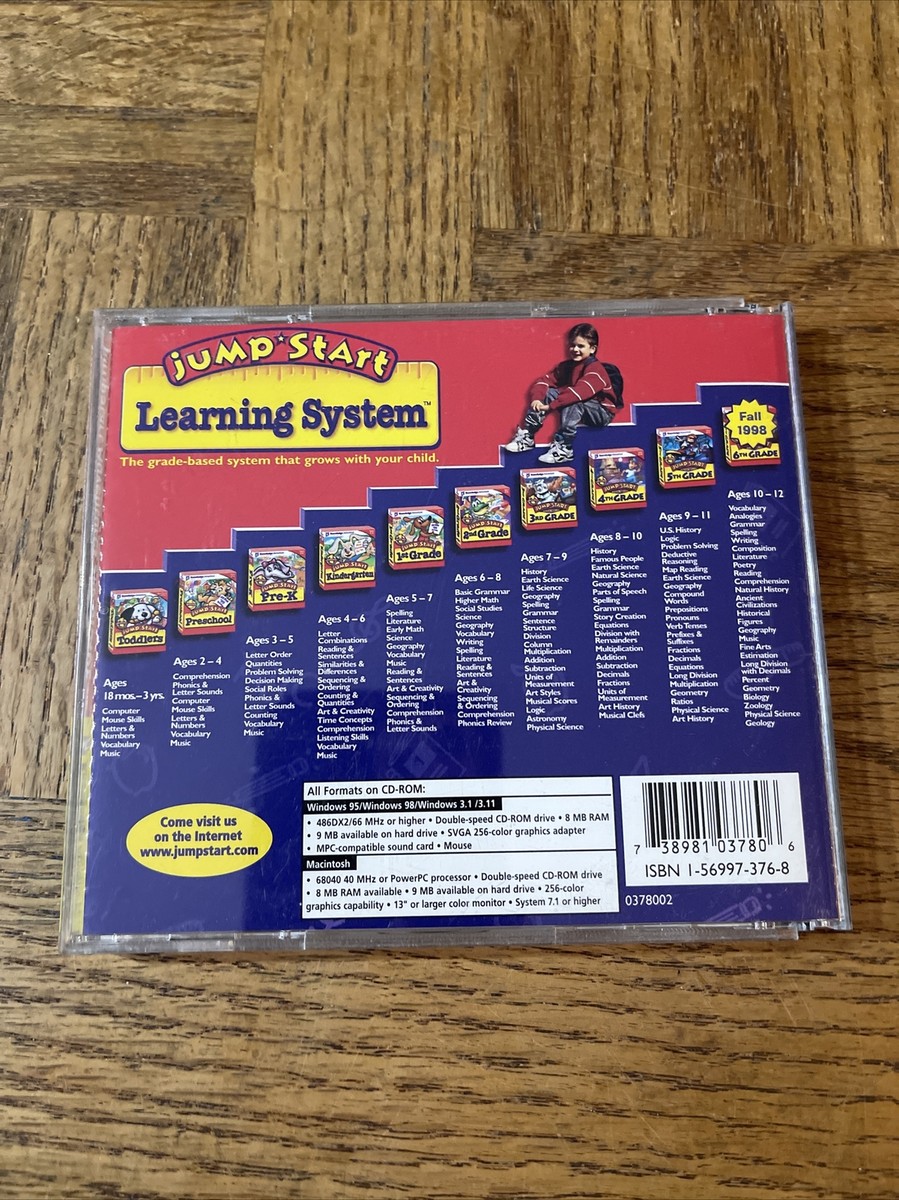 JUMP★START
Learning System™
The grade-based system that grows with your child.
Toddlers
Ages
18 mos.–3 yrs.
Computer
Mouse Skills
Letters &
Numbers
Vocabulary
Music
JUMP START
Preschool
Ages 2–4
Comprehension
Phonics &
Letter Sounds
Computer
Mouse Skills
Letters &
Numbers
Vocabulary
Music
JUMP START
Pre-K
Ages 3–5
Letter Order
Quantities
Problem Solving
Decision Making
Social Roles
Phonics &
Letter Sounds
Counting
Vocabulary
Music
JUMP START
Kindergarten
Ages 4–6
Letter
Combinations
Reading &
Sentences
Similarities &
Differences
Sequencing &
Ordering
Counting &
Quantities
Art & Creativity
Time Concepts
Comprehension
Listening Skills
Vocabulary
Music
JUMP START
1st Grade
Ages 5–7
Spelling
Literature
Early Math
Science
Geography
Vocabulary
Music
Reading &
Sentences
Art & Creativity
Sequencing &
Ordering
Comprehension
Phonics &
Letter Sounds
JUMP START
2nd Grade
Ages 6–8
Basic Grammar
Higher Math
Social Studies
Science
Geography
Vocabulary
Writing
Spelling
Literature
Reading &
Sentences
Art &
Creativity
Sequencing
& Ordering
Comprehension
Phonics Review
JUMP START
3RD GRADE
Ages 7–9
History
Earth Science
Life Science
Geography
Spelling
Grammar
Sentence
Structure
Division
Column
Multiplication
Addition
Subtraction
Units of
Measurement
Art Styles
Musical Scores
Logic
Astronomy
Physical Science
JUMP START
4TH GRADE
Ages 8–10
History
Famous People
Earth Science
Natural Science
Geography
Parts of Speech
Spelling
Grammar
Story Creation
Equations
Division with
Remainders
Multiplication
Addition
Subtraction
Decimals
Fractions
Units of
Measurement
Art History
Musical Clefs
JUMP START
5TH GRADE
Ages 9–11
U.S. History
Logic
Problem Solving
Deductive
Reasoning
Map Reading
Earth Science
Geography
Compound
Words
Prepositions
Pronouns
Verb Tenses
Prefixes &
Suffixes
Fractions
Decimals
Equations
Long Division
Multiplication
Geometry
Ratios
Physical Science
Art History
Fall
1998
6TH GRADE
Ages 10–12
Vocabulary
Analogies
Grammar
Spelling
Writing
Composition
Literature
Poetry
Reading
Comprehension
Natural History
Ancient
Civilizations
Historical
Figures
Geography
Music
Fine Arts
Estimation
Long Division
with Decimals
Percent
Geometry
Biology
Zoology
Physical Science
Geology
Come visit us
on the Internet
www.jumpstart.com
All Formats on CD-ROM:
Windows 95/Windows 98/Windows 3.1 /3.11
• 486DX2/66 MHz or higher • Double-speed CD-ROM drive • 8 MB RAM
• 9 MB available on hard drive • SVGA 256-color graphics adapter
• MPC-compatible sound card • Mouse
Macintosh
• 68040 40 MHz or PowerPC processor • Double-speed CD-ROM drive
• 8 MB RAM available • 9 MB available on hard drive • 256-color
graphics capability • 13" or larger color monitor • System 7.1 or higher
7 38981 03780 6
ISBN 1-56997-376-8
0378002